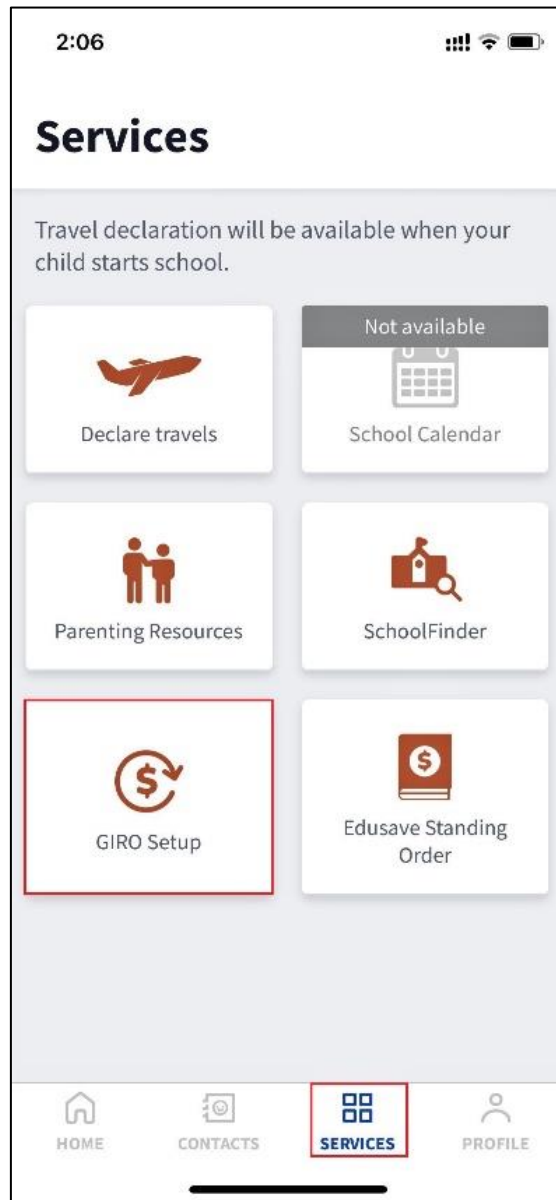 2:06
Services
Travel declaration will be available when your
child starts school.
Declare travels
Not available
School Calendar
Parenting Resources
SchoolFinder
$
GIRO Setup
$
Edusave Standing
Order
HOME
CONTACTS
SERVICES
PROFILE